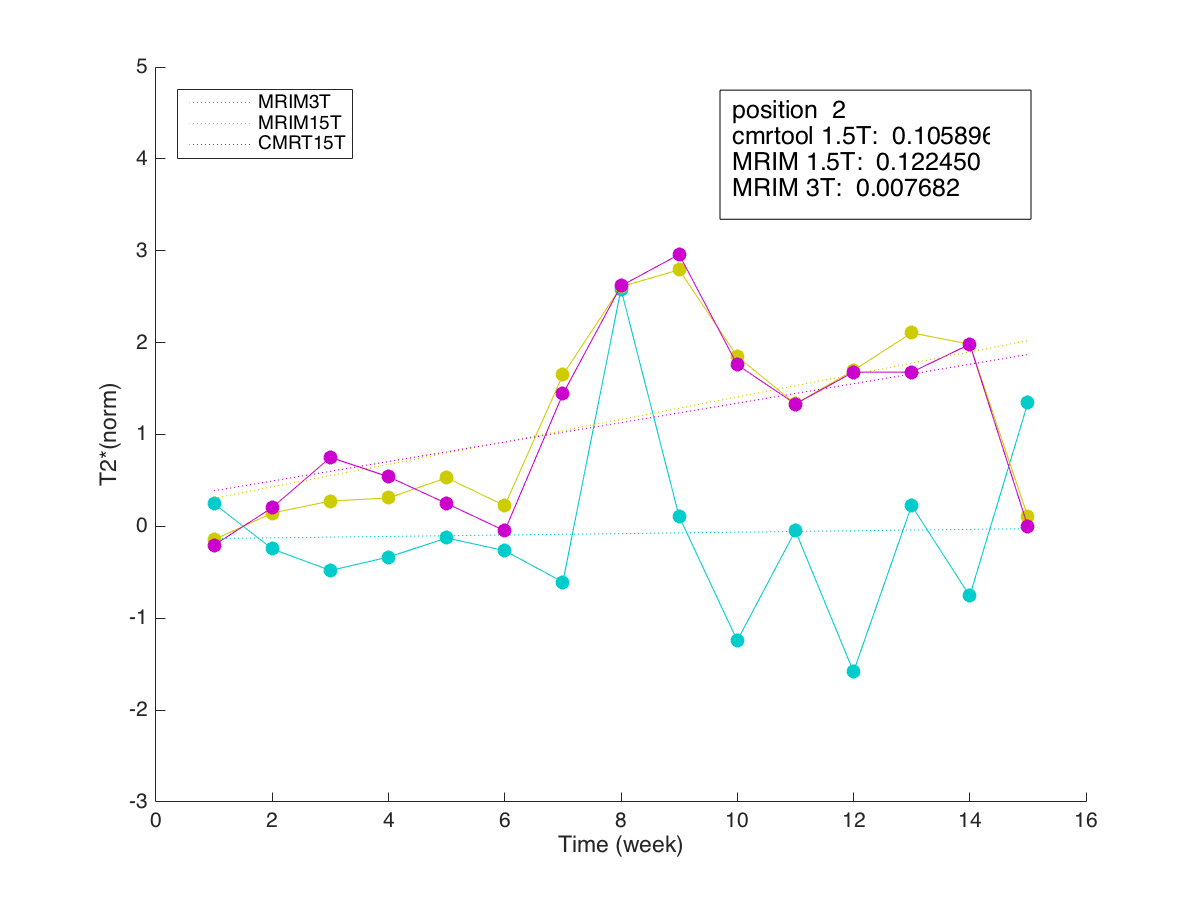 5
4
3
2
1
0
-1
-2
-3
T2*(norm)
MRIM3T
MRIM15T
CMRT15T
position 2
cmrtool 1.5T: 0.105896
MRIM 1.5T: 0.122450
MRIM 3T: 0.007682
0 2 4 6 8 10 12 14 16
Time (week)